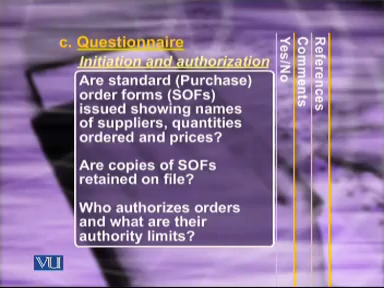 c. Questionnaire
Initiation and authorization
Are standard (Purchase)
order forms (SOFs)
issued showing names
of suppliers, quantities
ordered and prices?
Are copies of SOFs
retained on file?
Who authorizes orders
and what are their
authority limits?
Yes/No
Comments
References
VU